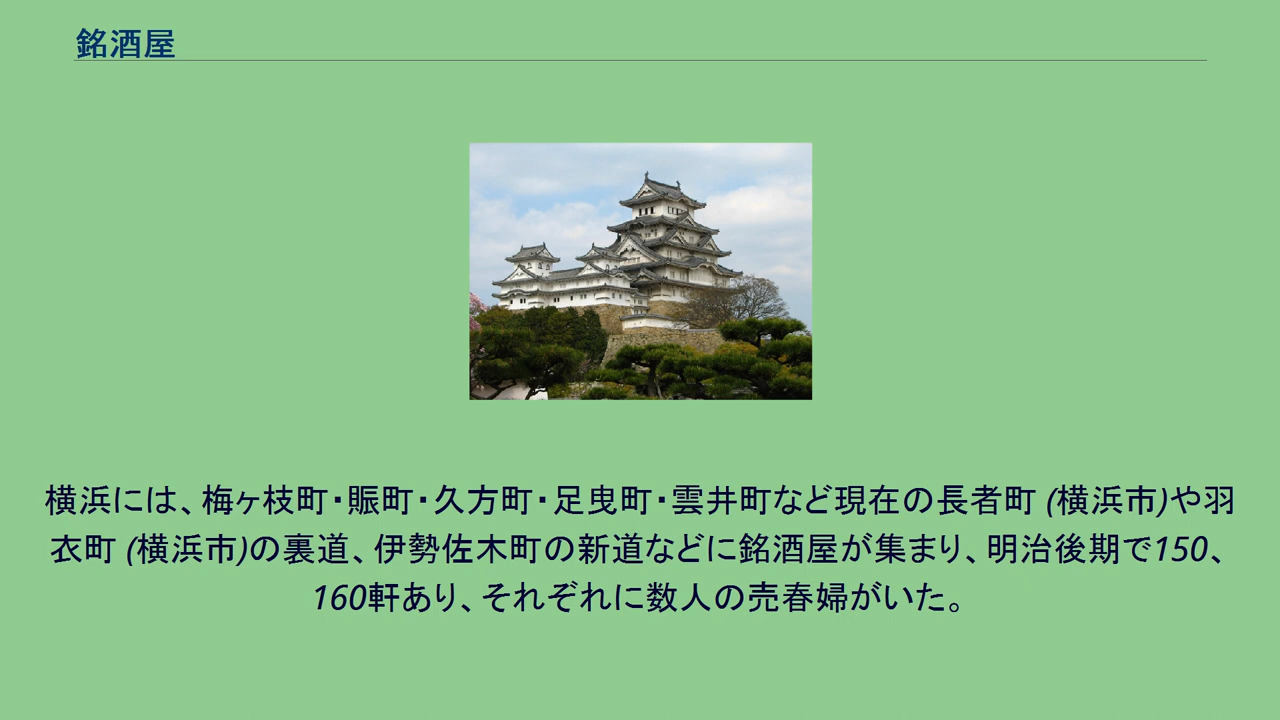 銘酒屋
横浜には、梅ヶ枝町・賑町・久方町・足曳町・雲井町など現在の長者町 (横浜市)や羽
衣町 (横浜市)の裏道、伊勢佐木町の新道などに銘酒屋が集まり、明治後期で150、
160軒あり、それぞれに数人の売春婦がいた。